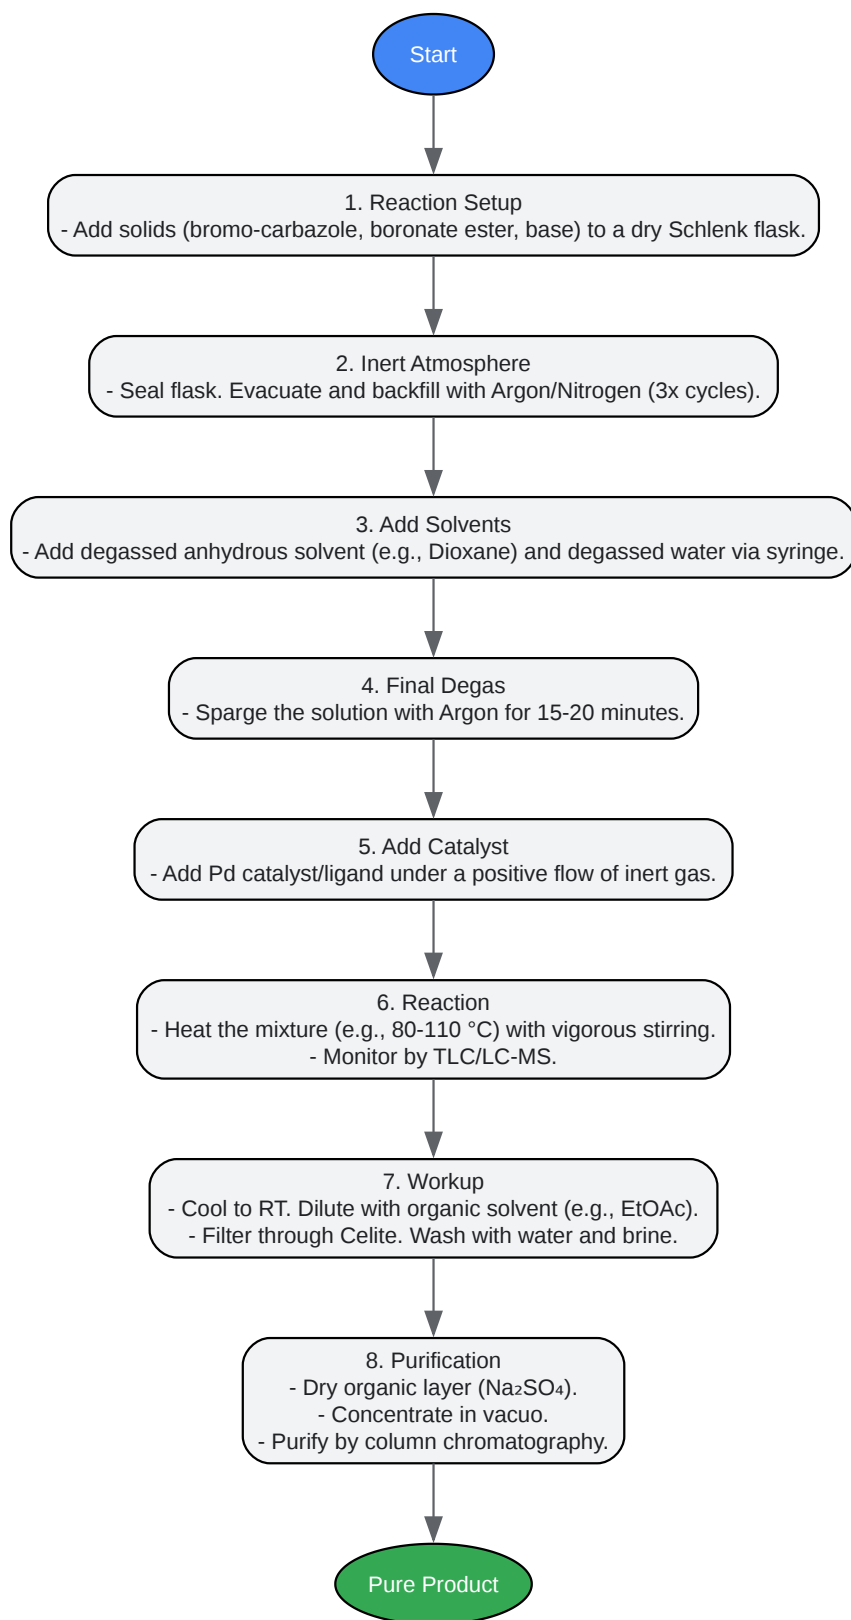 Start
1. Reaction Setup
- Add solids (bromo-carbazole, boronate ester, base) to a dry Schlenk flask.
2. Inert Atmosphere
- Seal flask. Evacuate and backfill with Argon/Nitrogen (3x cycles).
3. Add Solvents
- Add degassed anhydrous solvent (e.g., Dioxane) and degassed water via syringe.
4. Final Degas
- Sparge the solution with Argon for 15-20 minutes.
5. Add Catalyst
- Add Pd catalyst/ligand under a positive flow of inert gas.
6. Reaction
- Heat the mixture (e.g., 80-110 °C) with vigorous stirring.
- Monitor by TLC/LC-MS.
7. Workup
- Cool to RT. Dilute with organic solvent (e.g., EtOAc).
- Filter through Celite. Wash with water and brine.
8. Purification
- Dry organic layer (Na₂SO₄).
- Concentrate in vacuo.
- Purify by column chromatography.
Pure Product